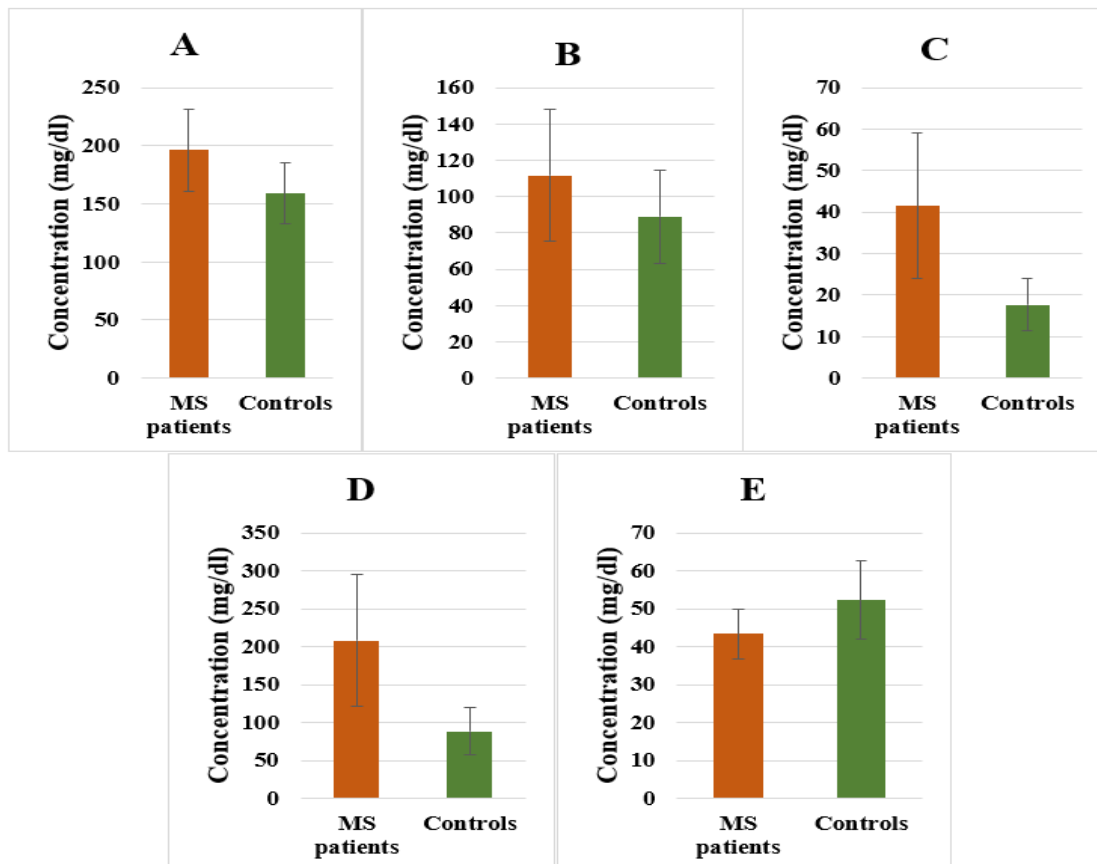 A
Concentration (mg/dl)
250
200
150
100
50
0
MS
patients
Controls
B
Concentration (mg/dl)
160
140
120
100
80
60
40
20
0
MS
patients
Controls
C
Concentration (mg/dl)
70
60
50
40
30
20
10
0
MS
patients
Controls
D
Concentration (mg/dl)
350
300
250
200
150
100
50
0
MS
patients
Controls
E
Concentration (mg/dl)
70
60
50
40
30
20
10
0
MS
patients
Controls